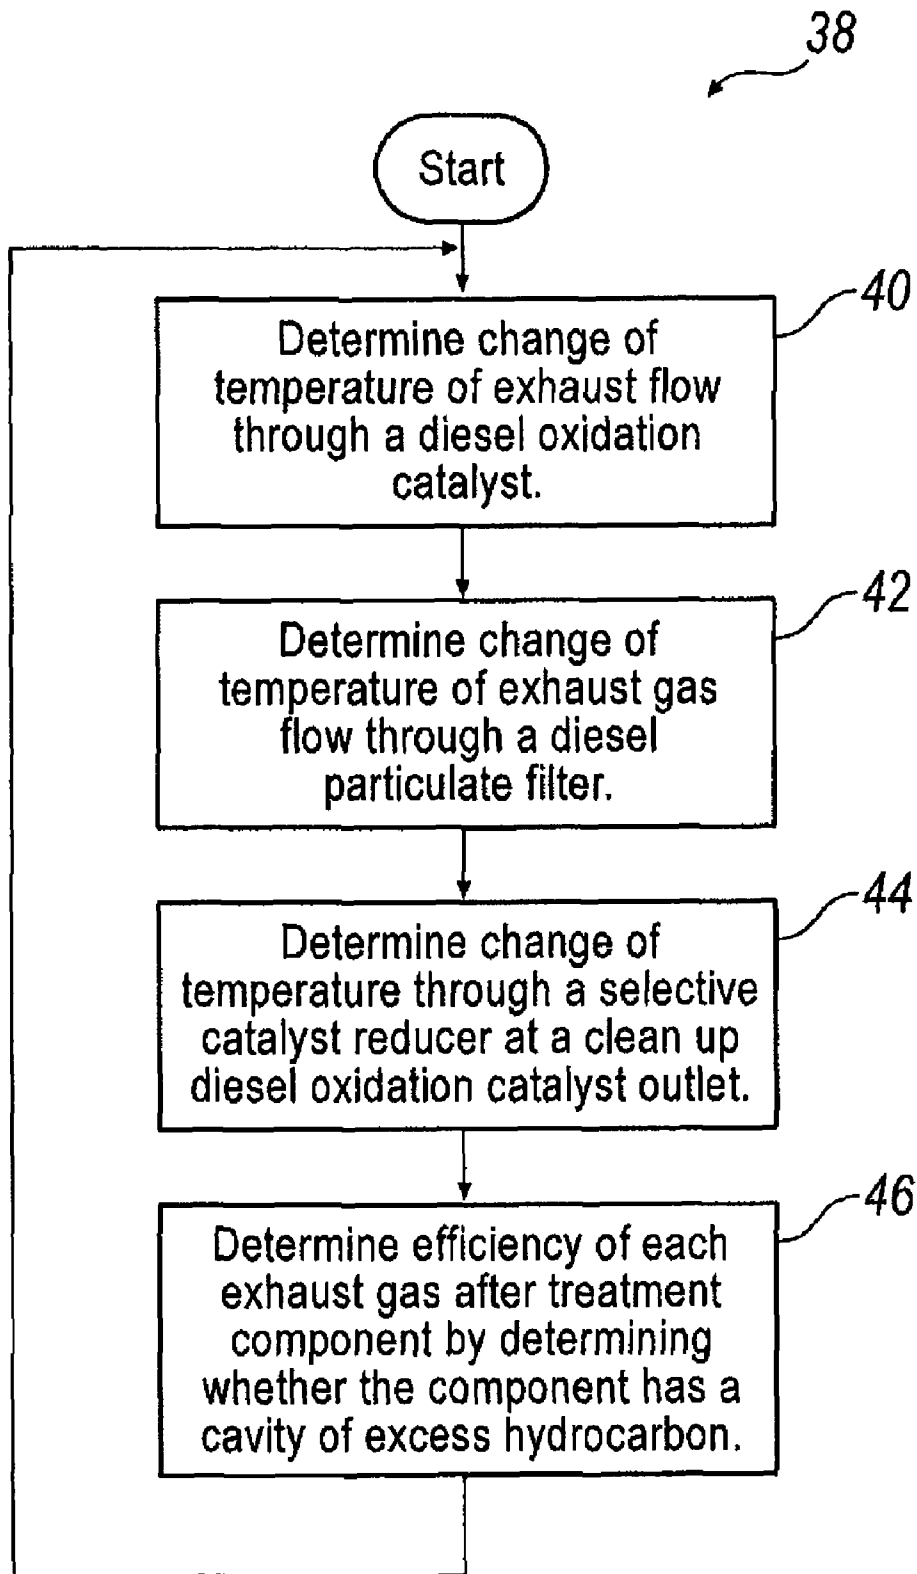 38
Start
40
Determine change of
temperature of exhaust flow
through a diesel oxidation
catalyst.
42
Determine change of
temperature of exhaust gas
flow through a diesel
particulate filter.
44
Determine change of
temperature through a selective
catalyst reducer at a clean up
diesel oxidation catalyst outlet.
46
Determine efficiency of each
exhaust gas after treatment
component by determining
whether the component has a
cavity of excess hydrocarbon.